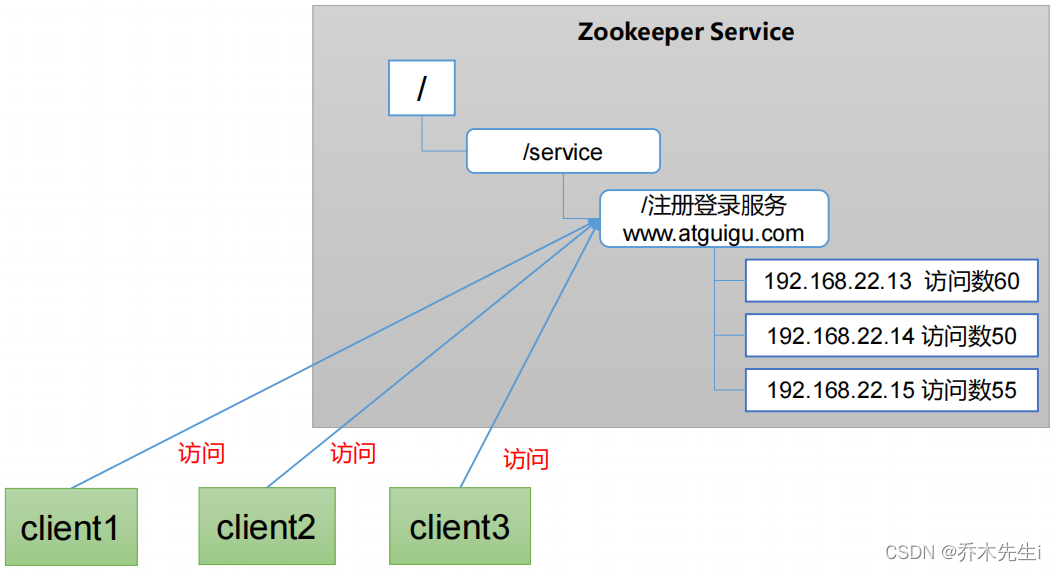 Zookeeper Service
/
/service
/注册登录服务
www.atguigu.com
192.168.22.13 访问数60
192.168.22.14 访问数50
192.168.22.15 访问数55
访问
访问
访问
client1
client2
client3
CSDN @乔木先生i